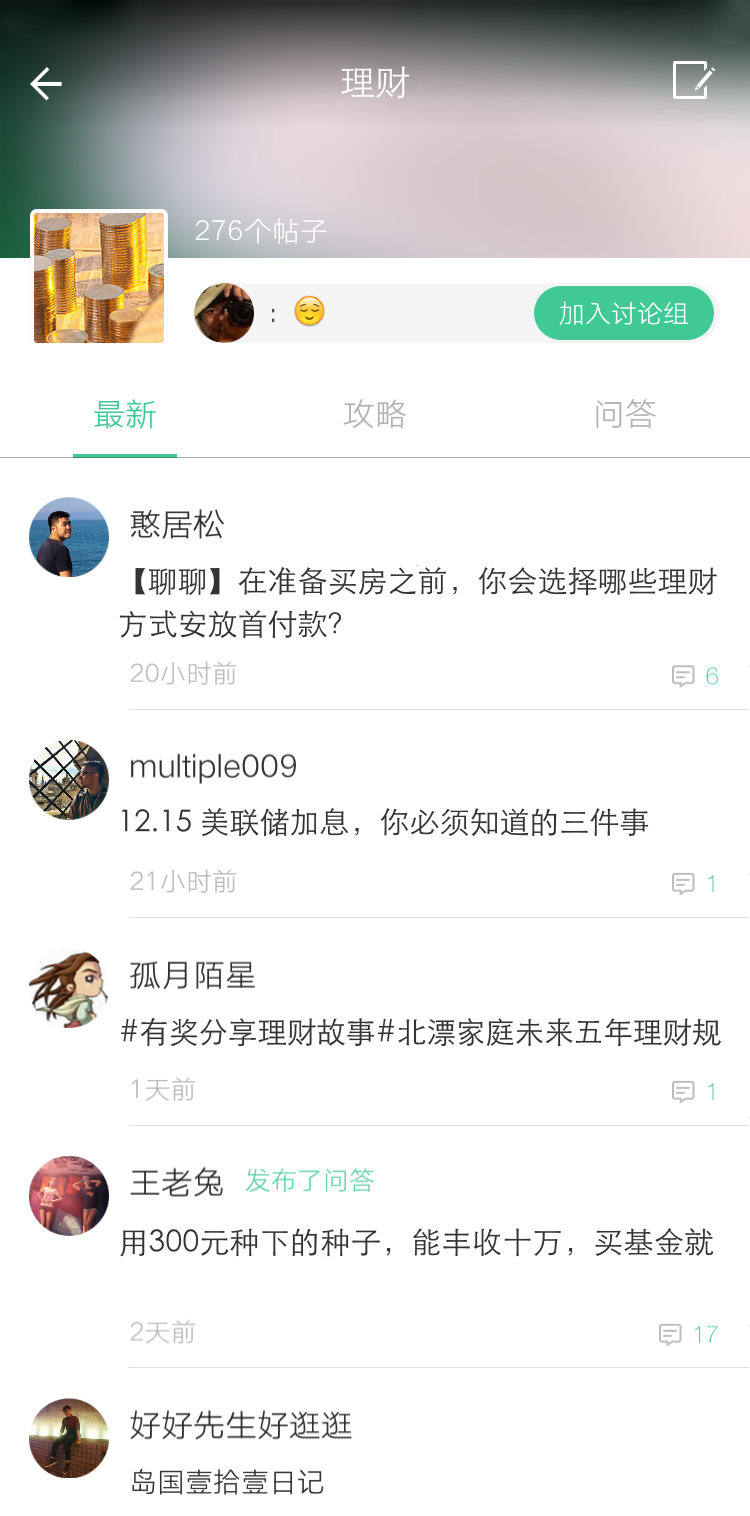 理财
276个帖子
: 😌
加入讨论组
最新 攻略 问答
憨居松
【聊聊】在准备买房之前，你会选择哪些理财
方式安放首付款?
20小时前 6
multiple009
12.15 美联储加息，你必须知道的三件事
21小时前 1
孤月陌星
#有奖分享理财故事#北漂家庭未来五年理财规
1天前 1
王老兔 发布了问答
用300元种下的种子，能丰收十万，买基金就
2天前 17
好好先生好逛逛
岛国壹拾壹日记